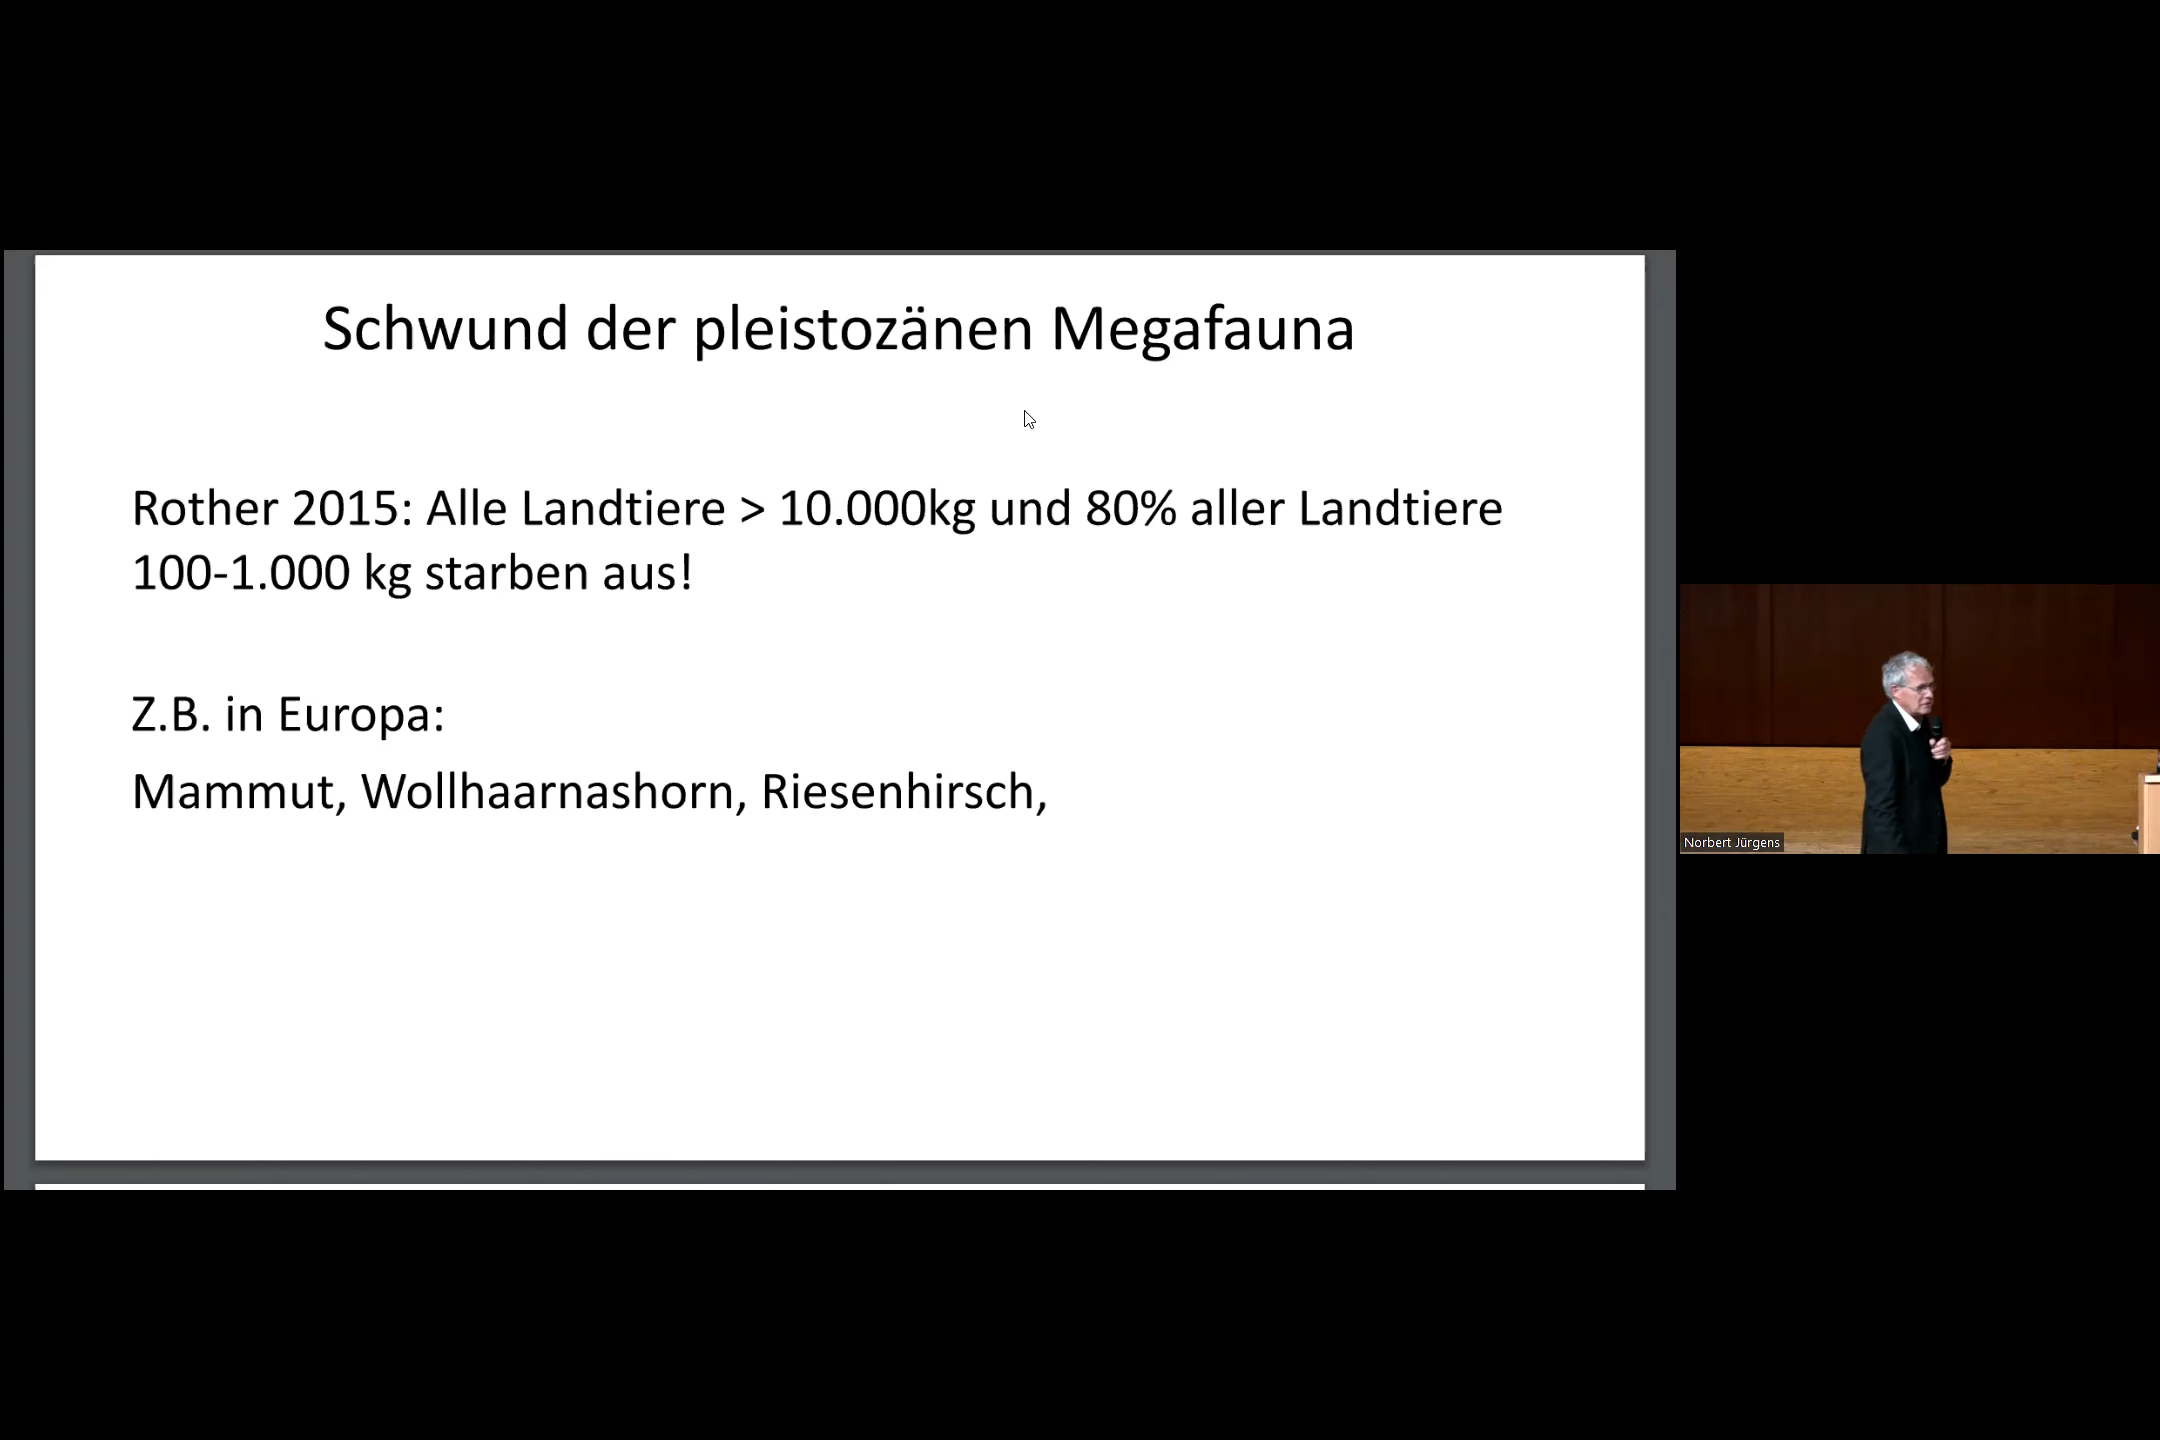 Schwund der pleistozänen Megafauna
Rother 2015: Alle Landtiere > 10.000kg und 80% aller Landtiere
100-1.000 kg starben aus!
Z.B. in Europa:
Mammut, Wollhaarnashorn, Riesenhirsch,
Norbert Jürgens